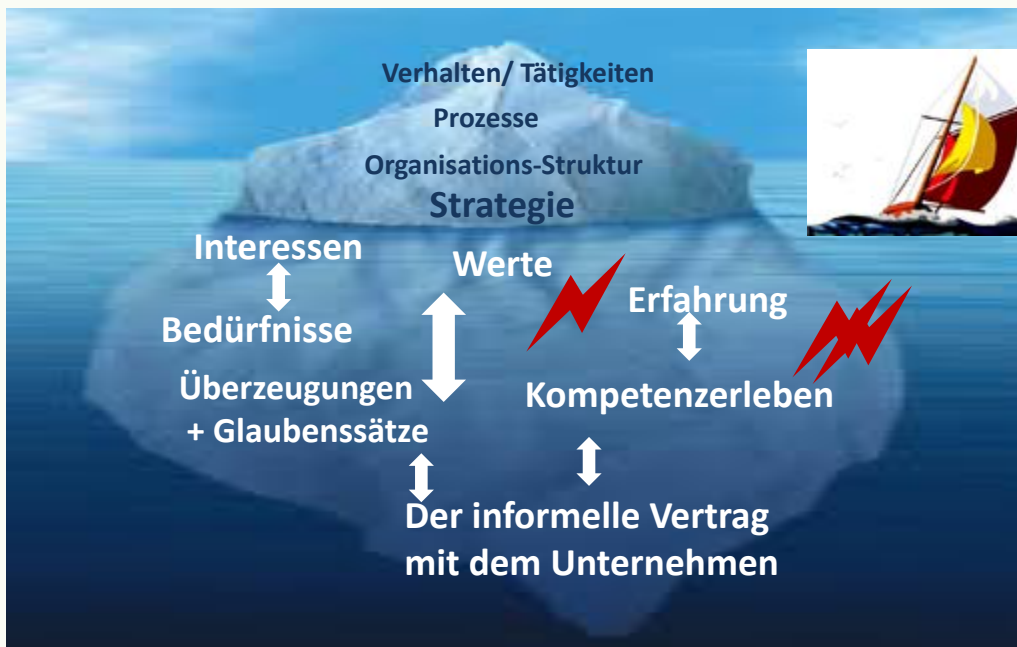 Verhalten/ Tätigkeiten
Prozesse
Organisations-Struktur
Strategie
Interessen
Werte
Erfahrung
Bedürfnisse
Überzeugungen
+ Glaubenssätze
Kompetenzerleben
Der informelle Vertrag
mit dem Unternehmen